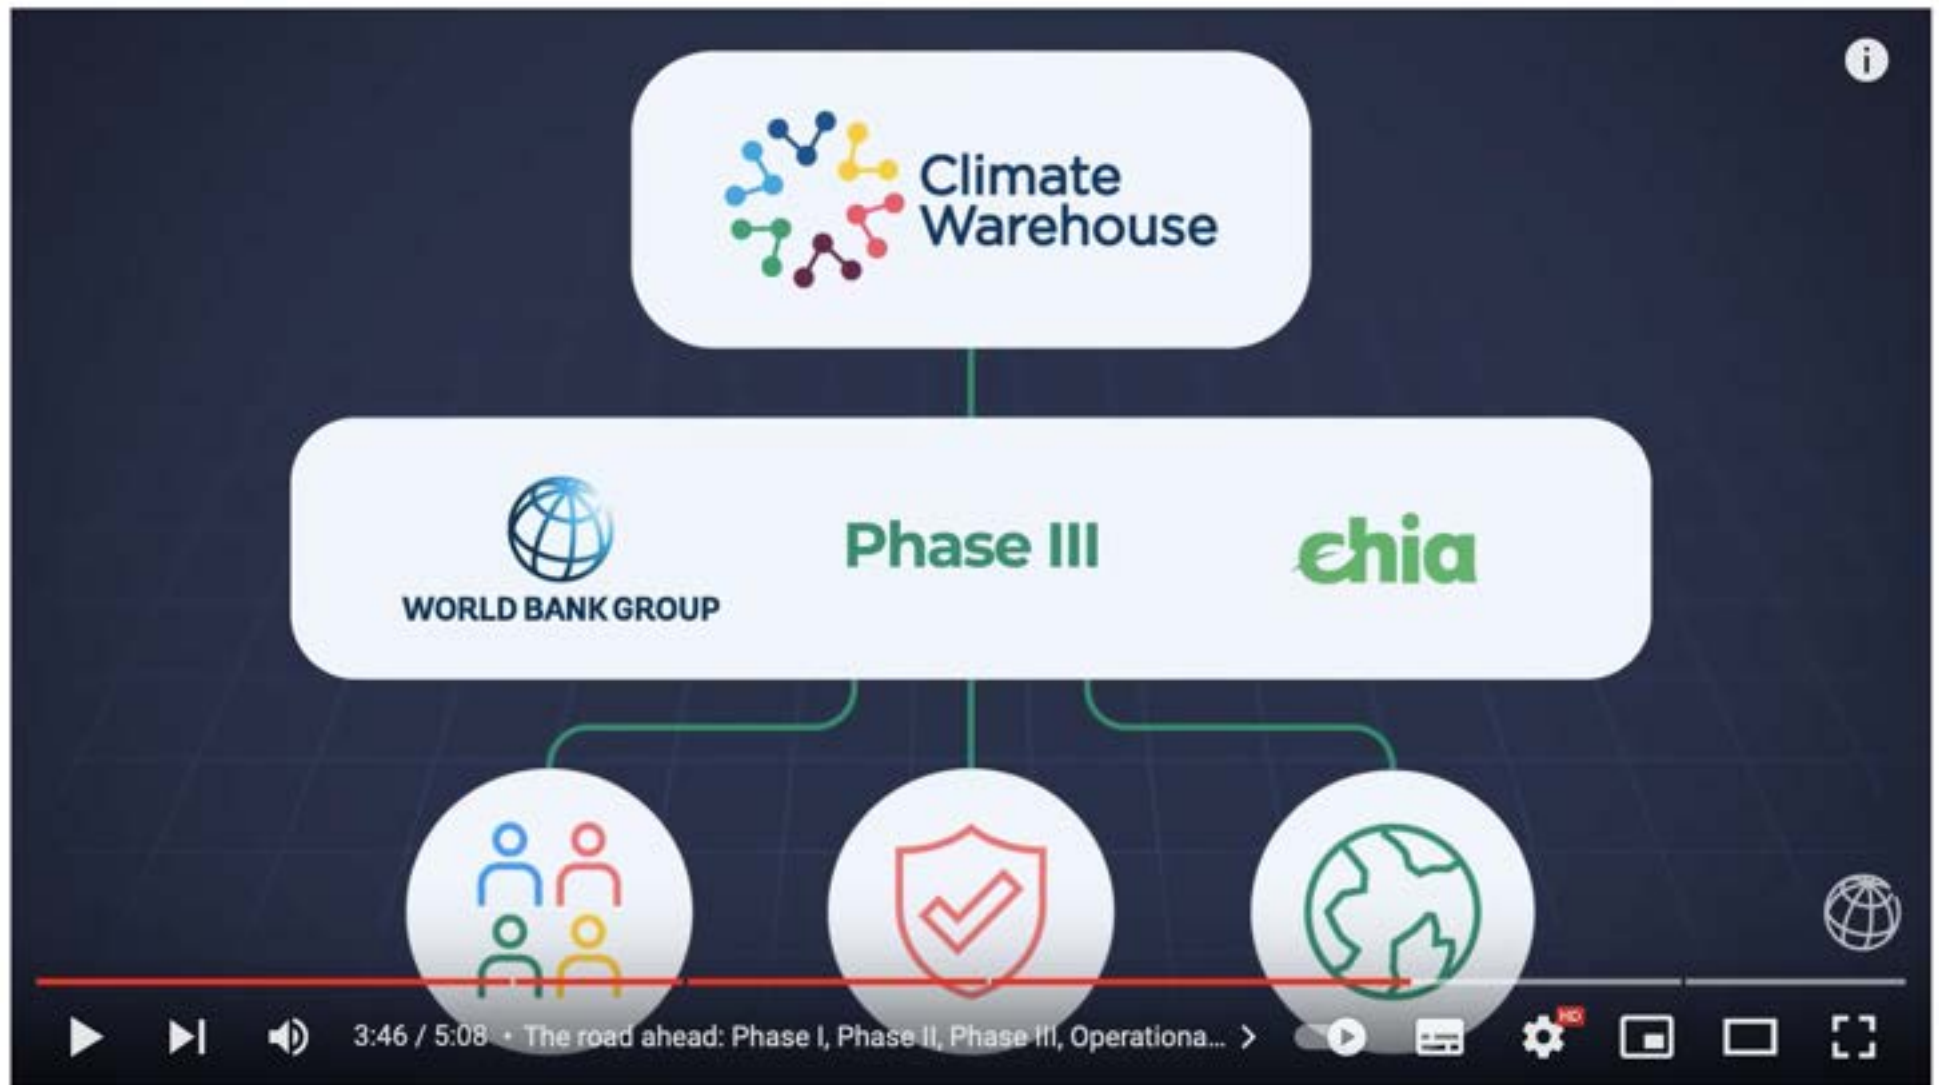 i
Climate
Warehouse
WORLD BANK GROUP
Phase III
chia
3:46 / 5:08 • The road ahead: Phase I, Phase II, Phase III, Operationa...
HD